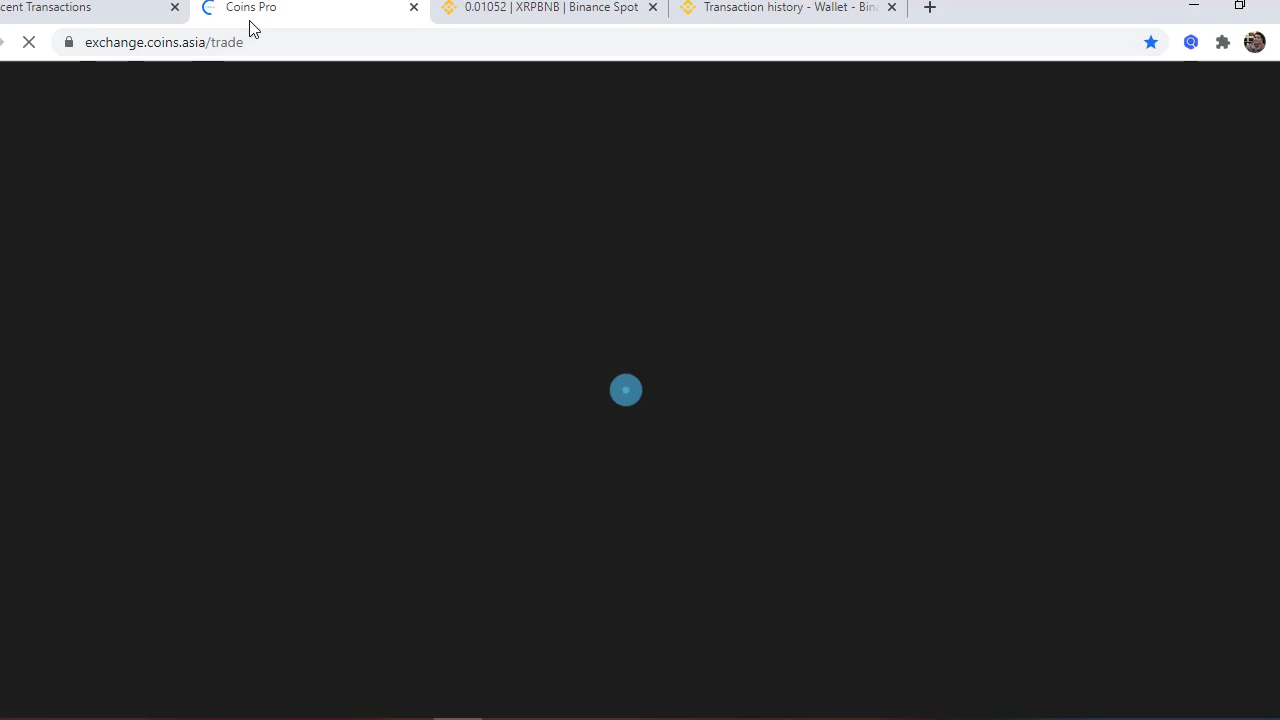 cent Transactions
Coins Pro
0.01052 | XRPBNB | Binance Spot
Transaction history - Wallet - Bin
exchange.coins.asia/trade